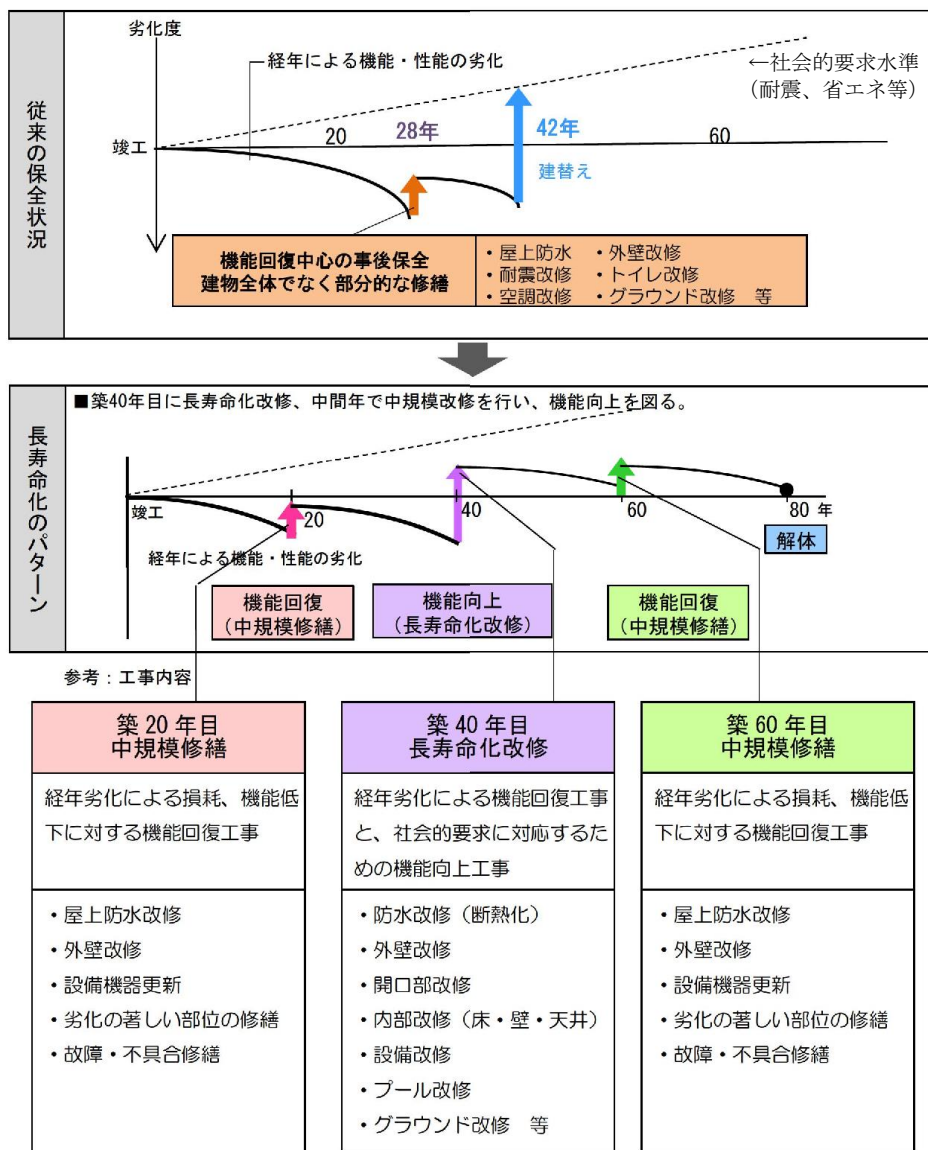 従来の保全状況
劣化度
経年による機能・性能の劣化
←社会的要求水準
(耐震、省エネ等)
竣工
20
28年
42年
60
建替え
機能回復中心の事後保全
建物全体でなく部分的な修繕
・屋上防水 ・外壁改修
・耐震改修 ・トイレ改修
・空調改修 ・グラウンド改修 等
長寿命化のパターン
■築40年目に長寿命化改修、中間年で中規模改修を行い、機能向上を図る。
竣工
20
40
60
80 年
解体
経年による機能・性能の劣化
機能回復
(中規模修繕)
機能向上
(長寿命化改修)
機能回復
(中規模修繕)
参考:工事内容
築 20 年目
中規模修繕
経年劣化による損耗、機能低
下に対する機能回復工事
・屋上防水改修
・外壁改修
・設備機器更新
・劣化の著しい部位の修繕
・故障・不具合修繕
築 40 年目
長寿命化改修
経年劣化による機能回復工事
と、社会的要求に対応するた
めの機能向上工事
・防水改修(断熱化)
・外壁改修
・開口部改修
・内部改修(床・壁・天井)
・設備改修
・プール改修
・グラウンド改修 等
築 60 年目
中規模修繕
経年劣化による損耗、機能低
下に対する機能回復工事
・屋上防水改修
・外壁改修
・設備機器更新
・劣化の著しい部位の修繕
・故障・不具合修繕